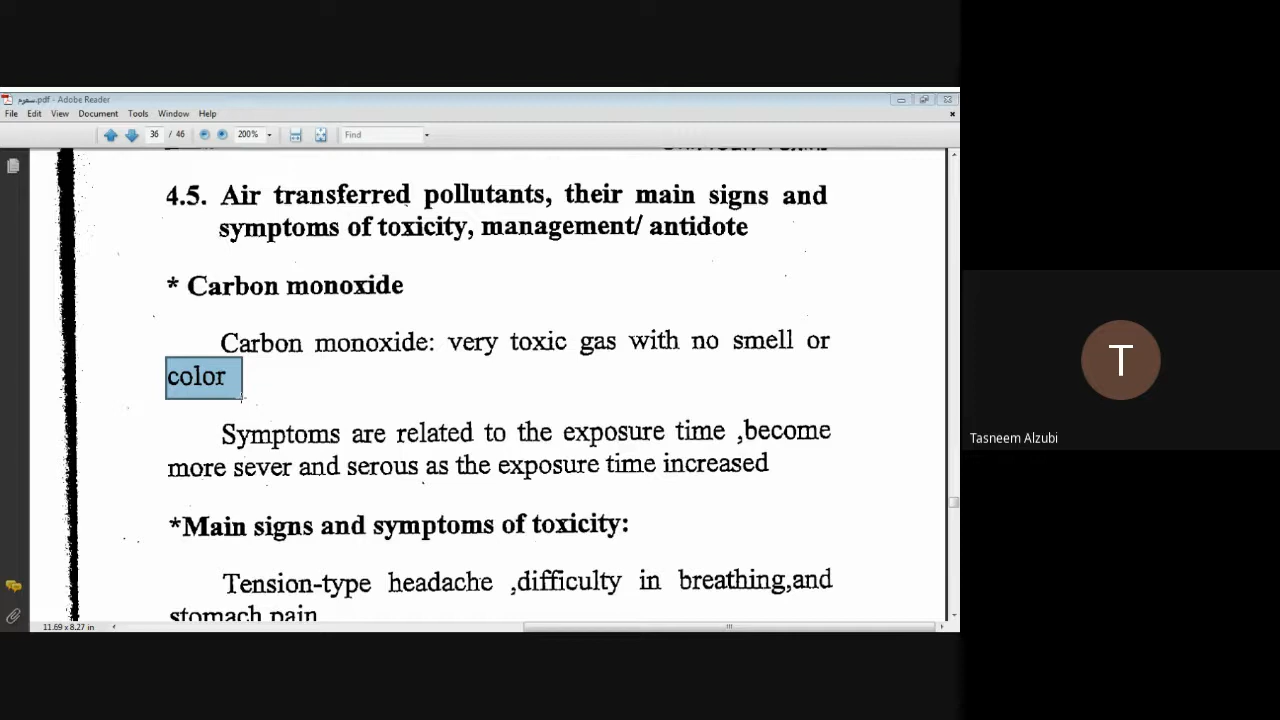 سموم.pdf - Adobe Reader
File Edit View Document Tools Window Help
36 / 46 200% Find
4.5. Air transferred pollutants, their main signs and
symptoms of toxicity, management/ antidote
* Carbon monoxide
Carbon monoxide: very toxic gas with no smell or
color
Symptoms are related to the exposure time ,become
more sever and serous as the exposure time increased
*Main signs and symptoms of toxicity:
Tension-type headache ,difficulty in breathing,and
stomach pain
11.69 x 8.27 in
T
Tasneem Alzubi